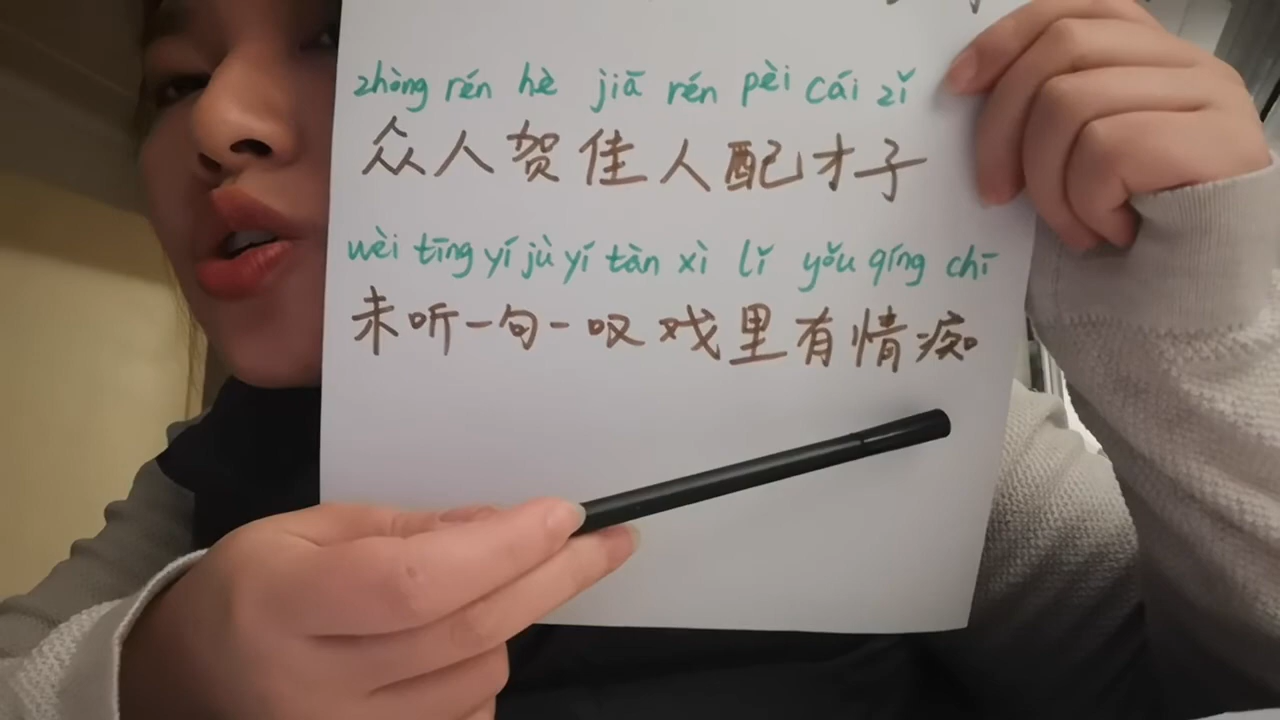 zhòng rén hè jiā rén pèi cái zǐ
众人贺佳人配才子
wèi tīng yí jù yí tàn xì lǐ yǒu qíng chī
未听一句一叹戏里有情痴